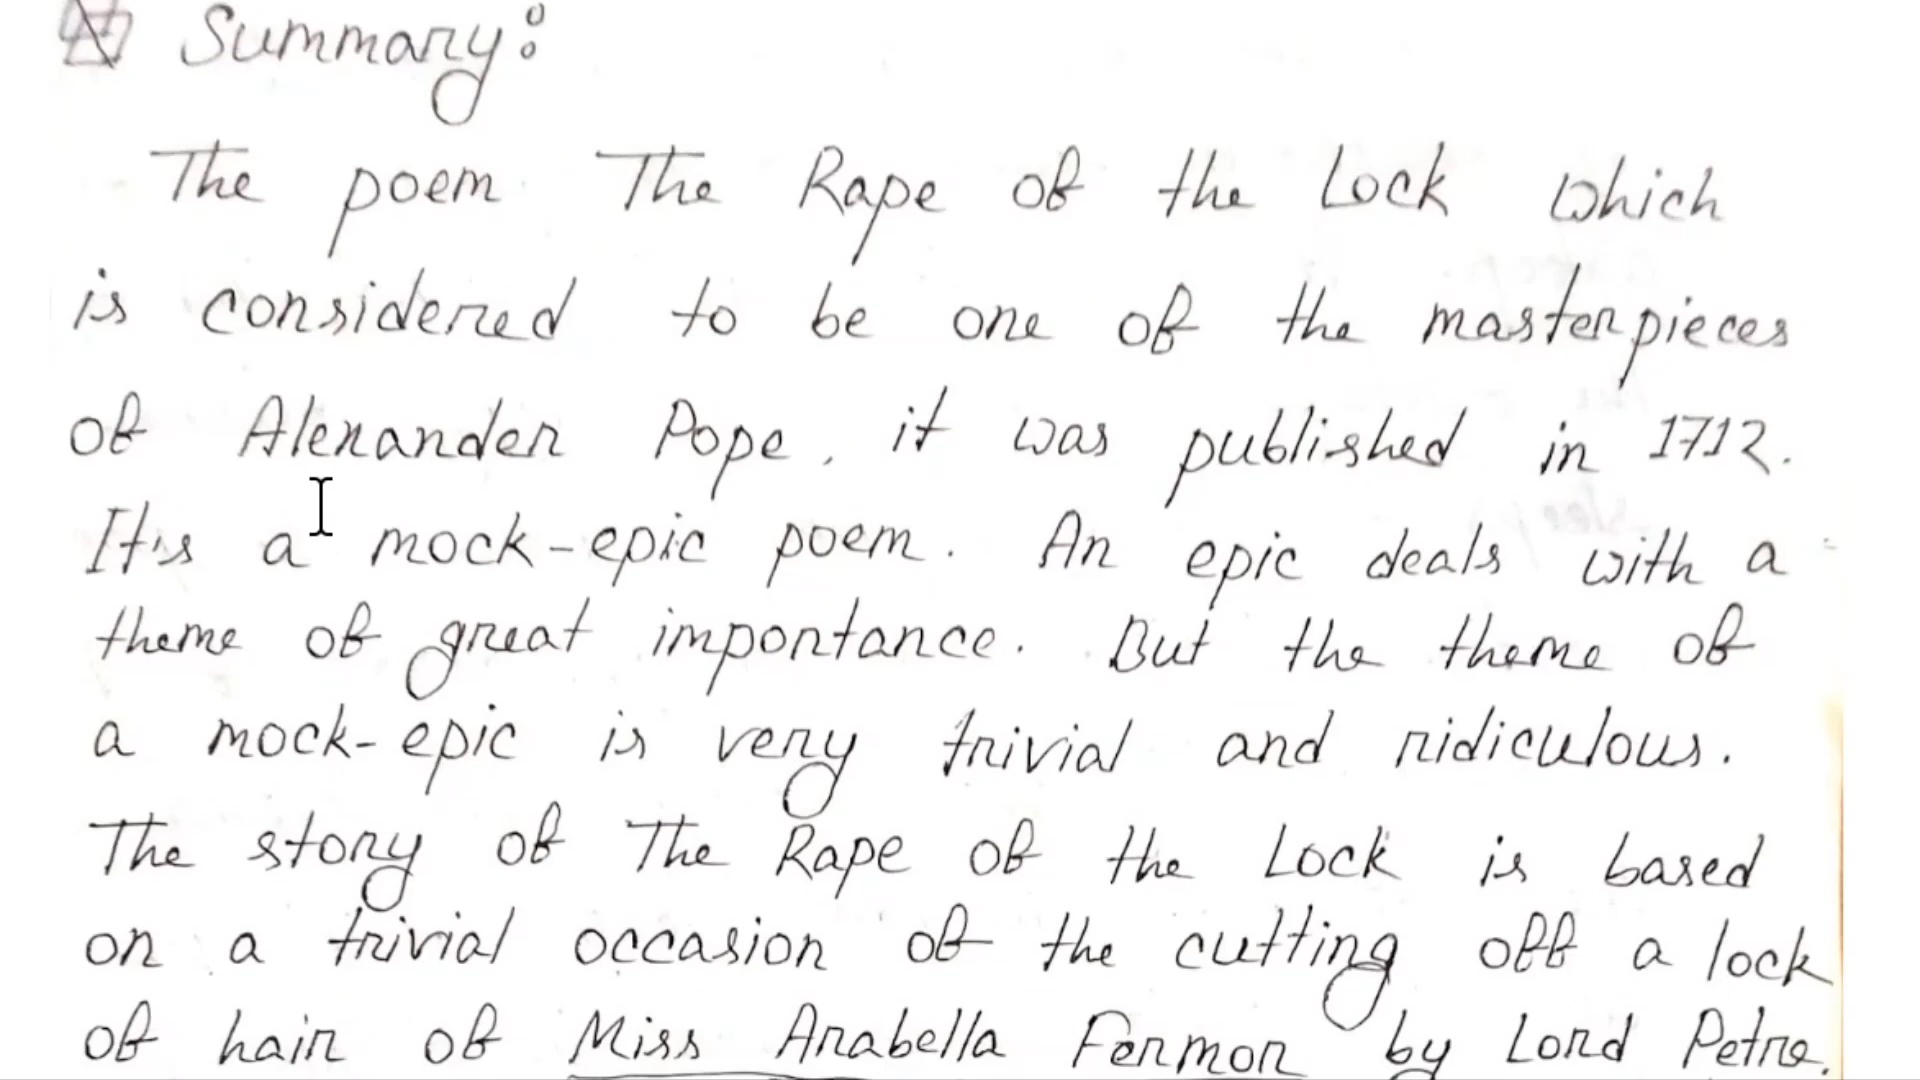 Summary:
The poem The Rape of the Lock which
is considered to be one of the masterpieces
of Alexander Pope, it was published in 1712.
It's a mock-epic poem. An epic deals with a
theme of great importance. But the theme of
a mock-epic is very trivial and ridiculous.
The story of The Rape of the Lock is based
on a trivial occasion of the cutting off a lock
of hair of Miss Arabella Fermor by Lord Petre.